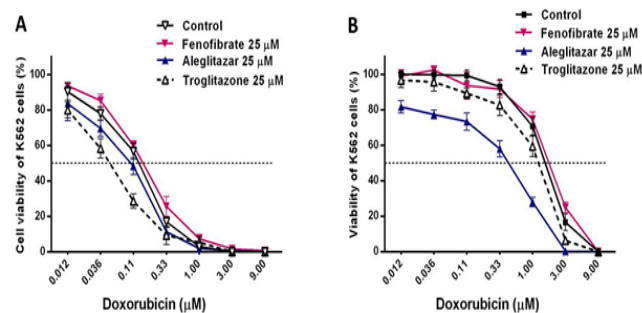 A
Control
Fenofibrate 25 µM
Aleglitazar 25 µM
Troglitazone 25 µM
Cell viability of K562 cells (%)
100
80
60
40
20
0
0.012
0.036
0.11
0.33
1.00
3.00
9.00
Doxorubicin (µM)
B
Control
Fenofibrate 25 µM
Aleglitazar 25 µM
Troglitazone 25 µM
Viability of K562 cells (%)
100
80
60
40
20
0
0.012
0.036
0.11
0.33
1.00
3.00
9.00
Doxorubicin (µM)